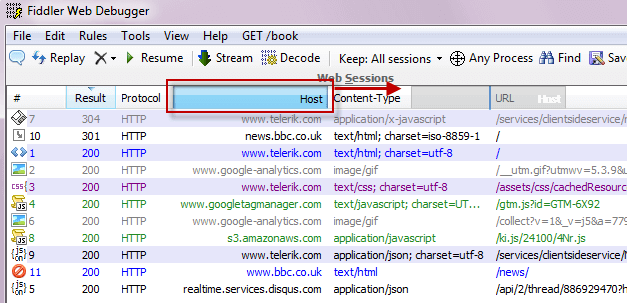 Fiddler Web Debugger
File Edit Rules Tools View Help GET /book
Replay X Resume Stream Decode Keep: All sessions Any Process Find Sav
Web Sessions
# Result Protocol Host Content-Type URL Host
7 304 HTTP www.telerik.com application/x-javascript /services/clientsideservice/
10 301 HTTP news.bbc.co.uk text/html; charset=iso-8859-1 /
1 200 HTTP www.telerik.com text/html; charset=utf-8 /
2 200 HTTP www.google-analytics.com image/gif /__utm.gif?utmwv=5.3.9&u
css 3 200 HTTP www.telerik.com text/css; charset=utf-8 /assets/css/cachedResourc
JS 4 200 HTTP www.googletagmanager.com text/javascript; charset=UT... /gtm.js?id=GTM-6X92
6 200 HTTP www.google-analytics.com image/gif /collect?v=1&_v=j5&a=779
JS 8 200 HTTP s3.amazonaws.com application/javascript /ki.js/24100/4Nr.js
{js on} 9 200 HTTP www.telerik.com application/json; charset=utf-8 /services/clientsideservice/n
11 200 HTTP www.bbc.co.uk text/html /news/
{js on} 5 200 HTTP realtime.services.disqus.com application/json /api/2/thread/886929470?h